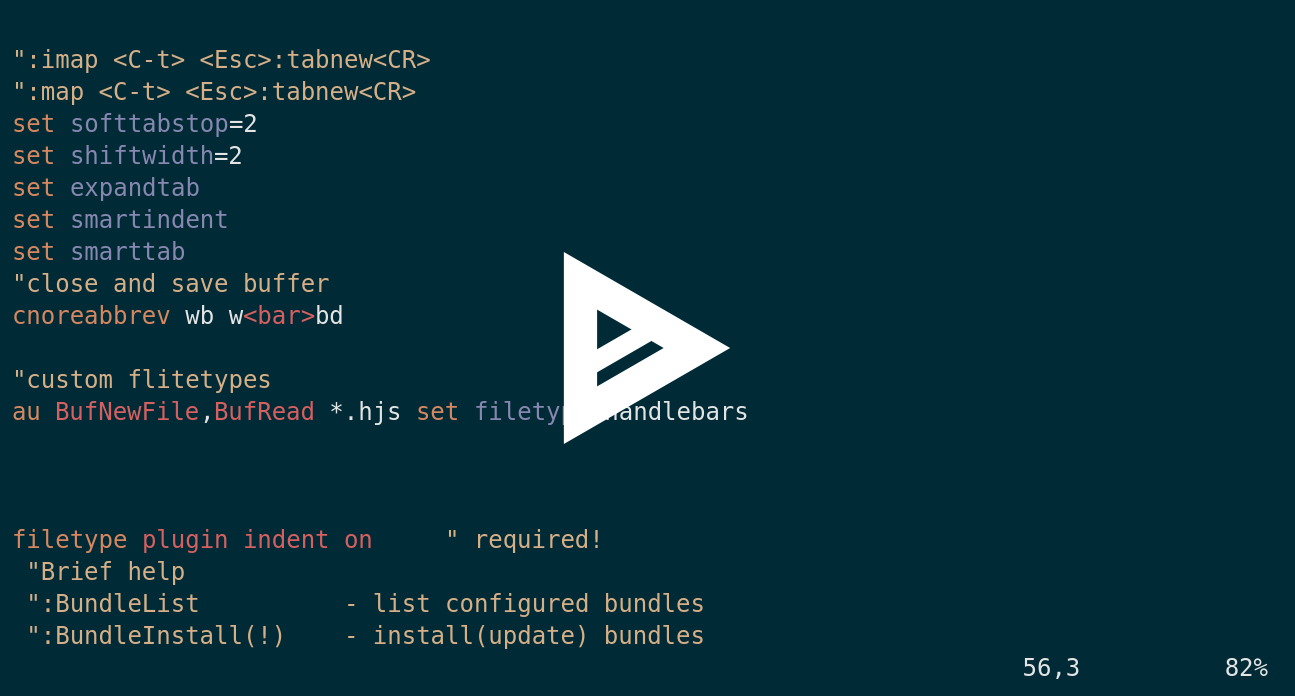 ":imap <C-t> <Esc>:tabnew<CR>
":map <C-t> <Esc>:tabnew<CR>
set softtabstop=2
set shiftwidth=2
set expandtab
set smartindent
set smarttab
"close and save buffer
cnoreabbrev wb w<bar>bd
"custom flitetypes
au BufNewFile,BufRead *.hjs set filetyp handlebars
filetype plugin indent on     " required!
 "Brief help
 ":BundleList          - list configured bundles
 ":BundleInstall(!)    - install(update) bundles
56,3          82%